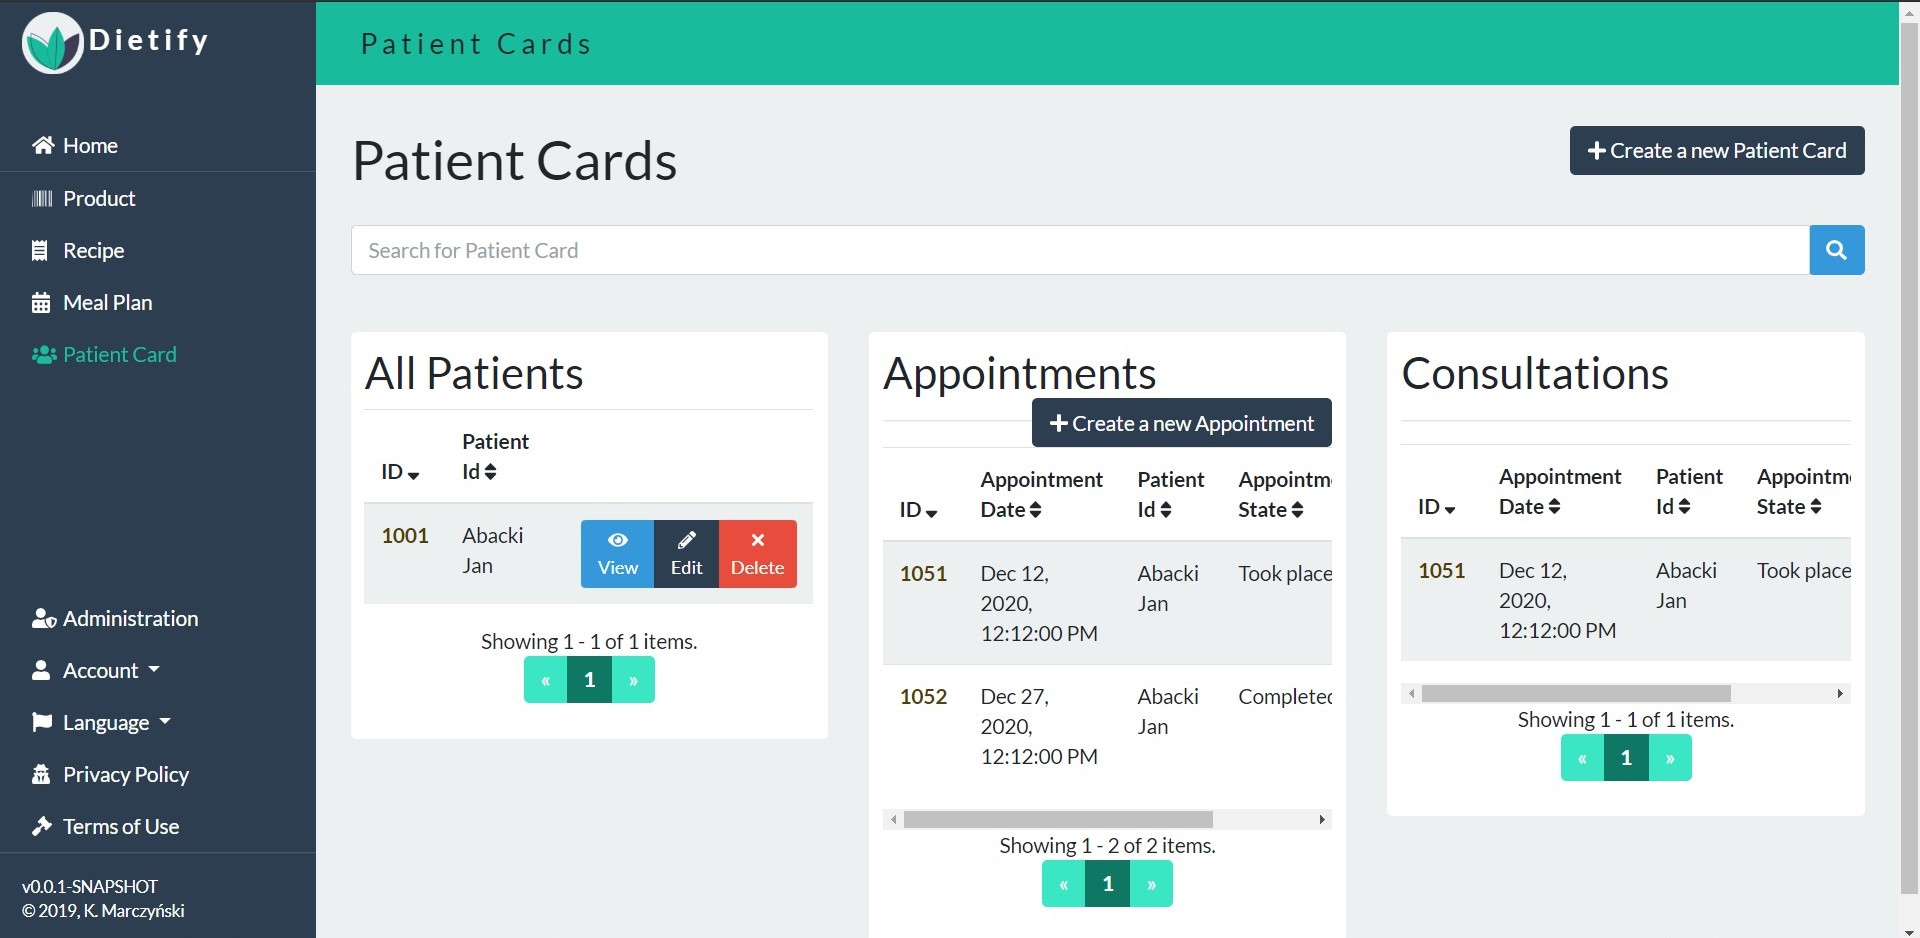 Dietify
Patient Cards
Home
Product
Recipe
Meal Plan
Patient Card
Administration
Account
Language
Privacy Policy
Terms of Use
v0.0.1-SNAPSHOT
© 2019, K. Marczyński
Patient Cards
+ Create a new Patient Card
Search for Patient Card
All Patients
Patient
ID Id
1001 Abacki
Jan
View Edit Delete
Showing 1 - 1 of 1 items.
« 1 »
Appointments
+ Create a new Appointment
Appointment Patient Appointm
ID Date Id State
1051 Dec 12, Abacki Took place
2020, Jan
12:12:00 PM
1052 Dec 27, Abacki Completed
2020, Jan
12:12:00 PM
Showing 1 - 2 of 2 items.
« 1 »
Consultations
Appointment Patient Appointm
ID Date Id State
1051 Dec 12, Abacki Took place
2020, Jan
12:12:00 PM
Showing 1 - 1 of 1 items.
« 1 »